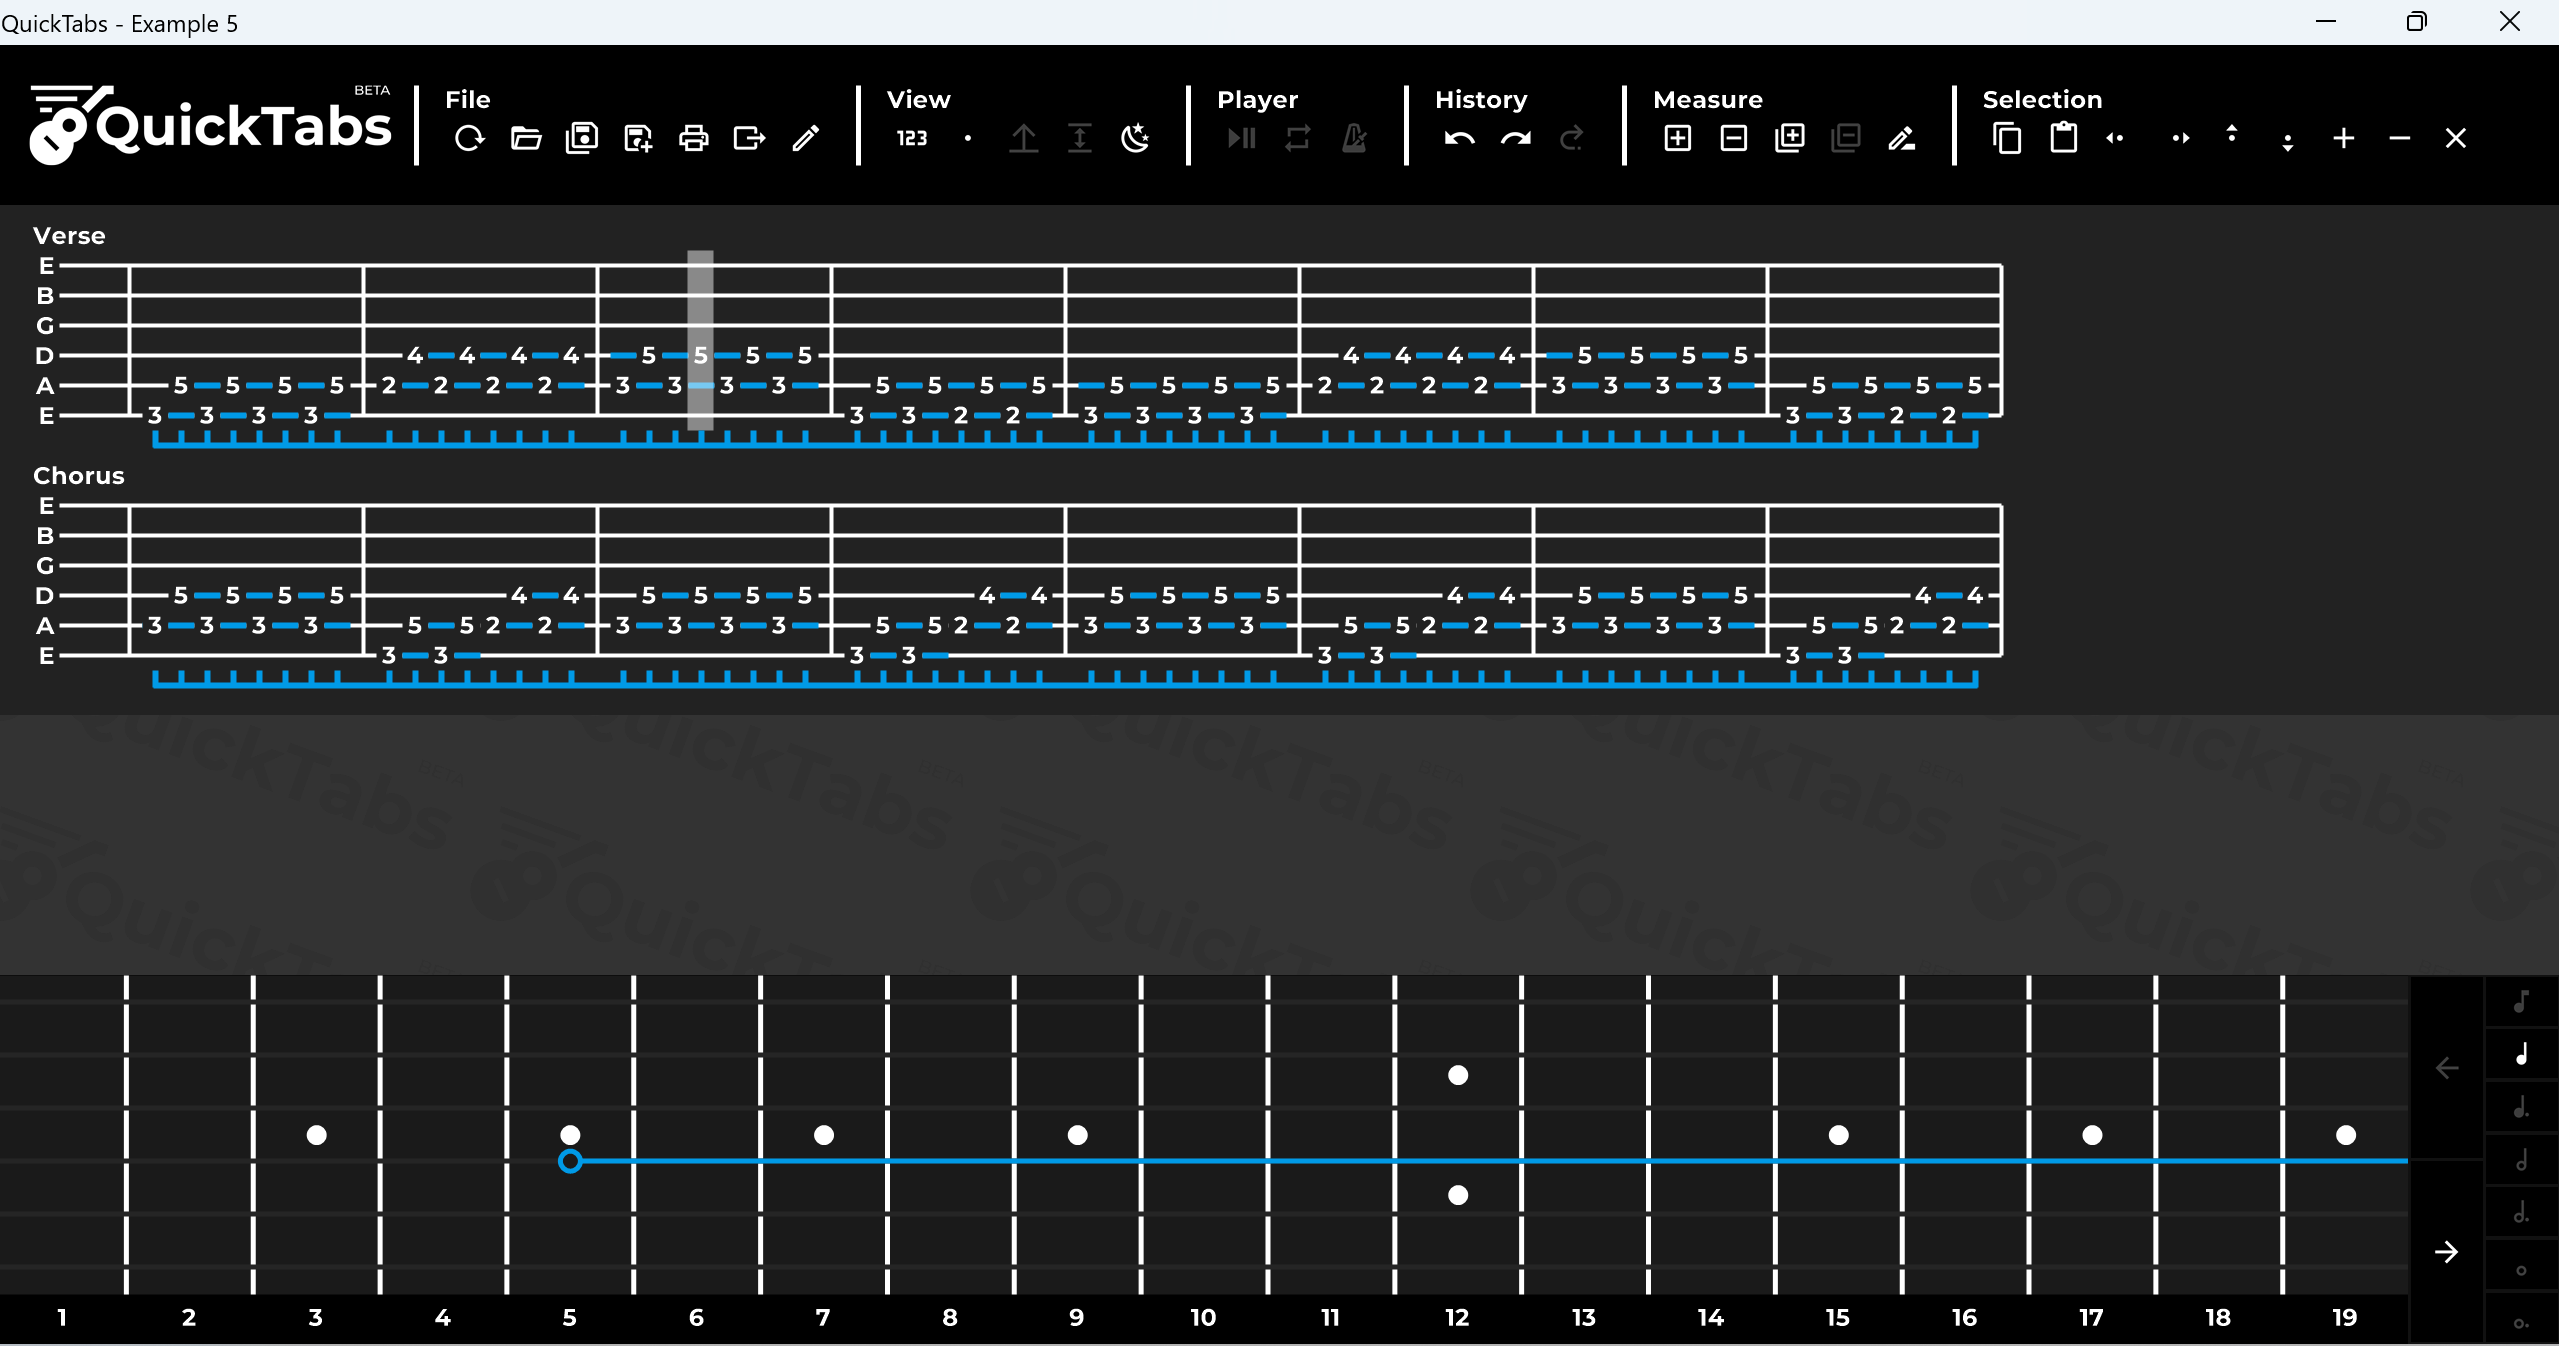 QuickTabs - Example 5
QuickTabs BETA
File View Player History Measure Selection
123
Verse
E
B
G
D 4 4 4 4 5 5 5 5 4 4 4 4 5 5 5 5
A 5 5 5 5 2 2 2 2 3 3 3 3 5 5 5 5 5 5 5 5 2 2 2 2 3 3 3 3 5 5 5 5
E 3 3 3 3 3 3 2 2 3 3 3 3 3 3 2 2
Chorus
E
B
G
D 5 5 5 5 4 4 5 5 5 5 4 4 5 5 5 5 4 4 5 5 5 5 4 4
A 3 3 3 3 5 5 2 2 3 3 3 3 5 5 2 2 3 3 3 3 5 5 2 2 3 3 3 3 5 5 2 2
E 3 3 3 3 3 3 3 3
1 2 3 4 5 6 7 8 9 10 11 12 13 14 15 16 17 18 19